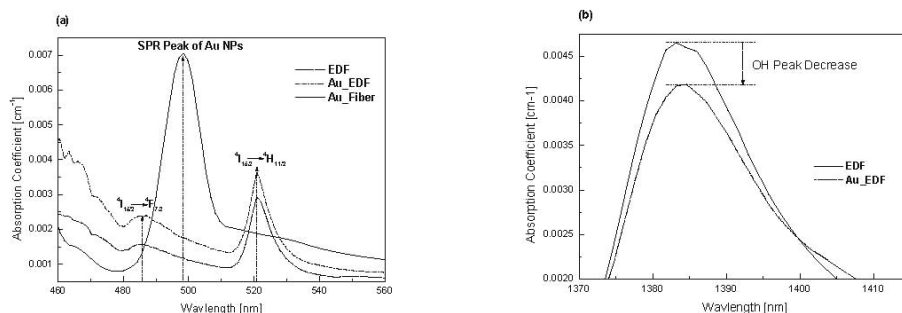 (a)
SPR Peak of Au NPs
0.007
0.006
0.005
0.004
0.003
0.002
0.001
Absorption Coefficient [cm⁻¹]
EDF
Au_EDF
Au_Fiber
⁴I₁₅/₂ ⁴F₇/₂
⁴I₁₅/₂ ⁴H₁₁/₂
460 480 500 520 540 560
Wavlength [nm]
(b)
0.0045
0.0040
0.0035
0.0030
0.0025
0.0020
Absorption Coefficient [cm-1]
OH Peak Decrease
EDF
Au_EDF
1370 1380 1390 1400 1410
Wavlength [nm]